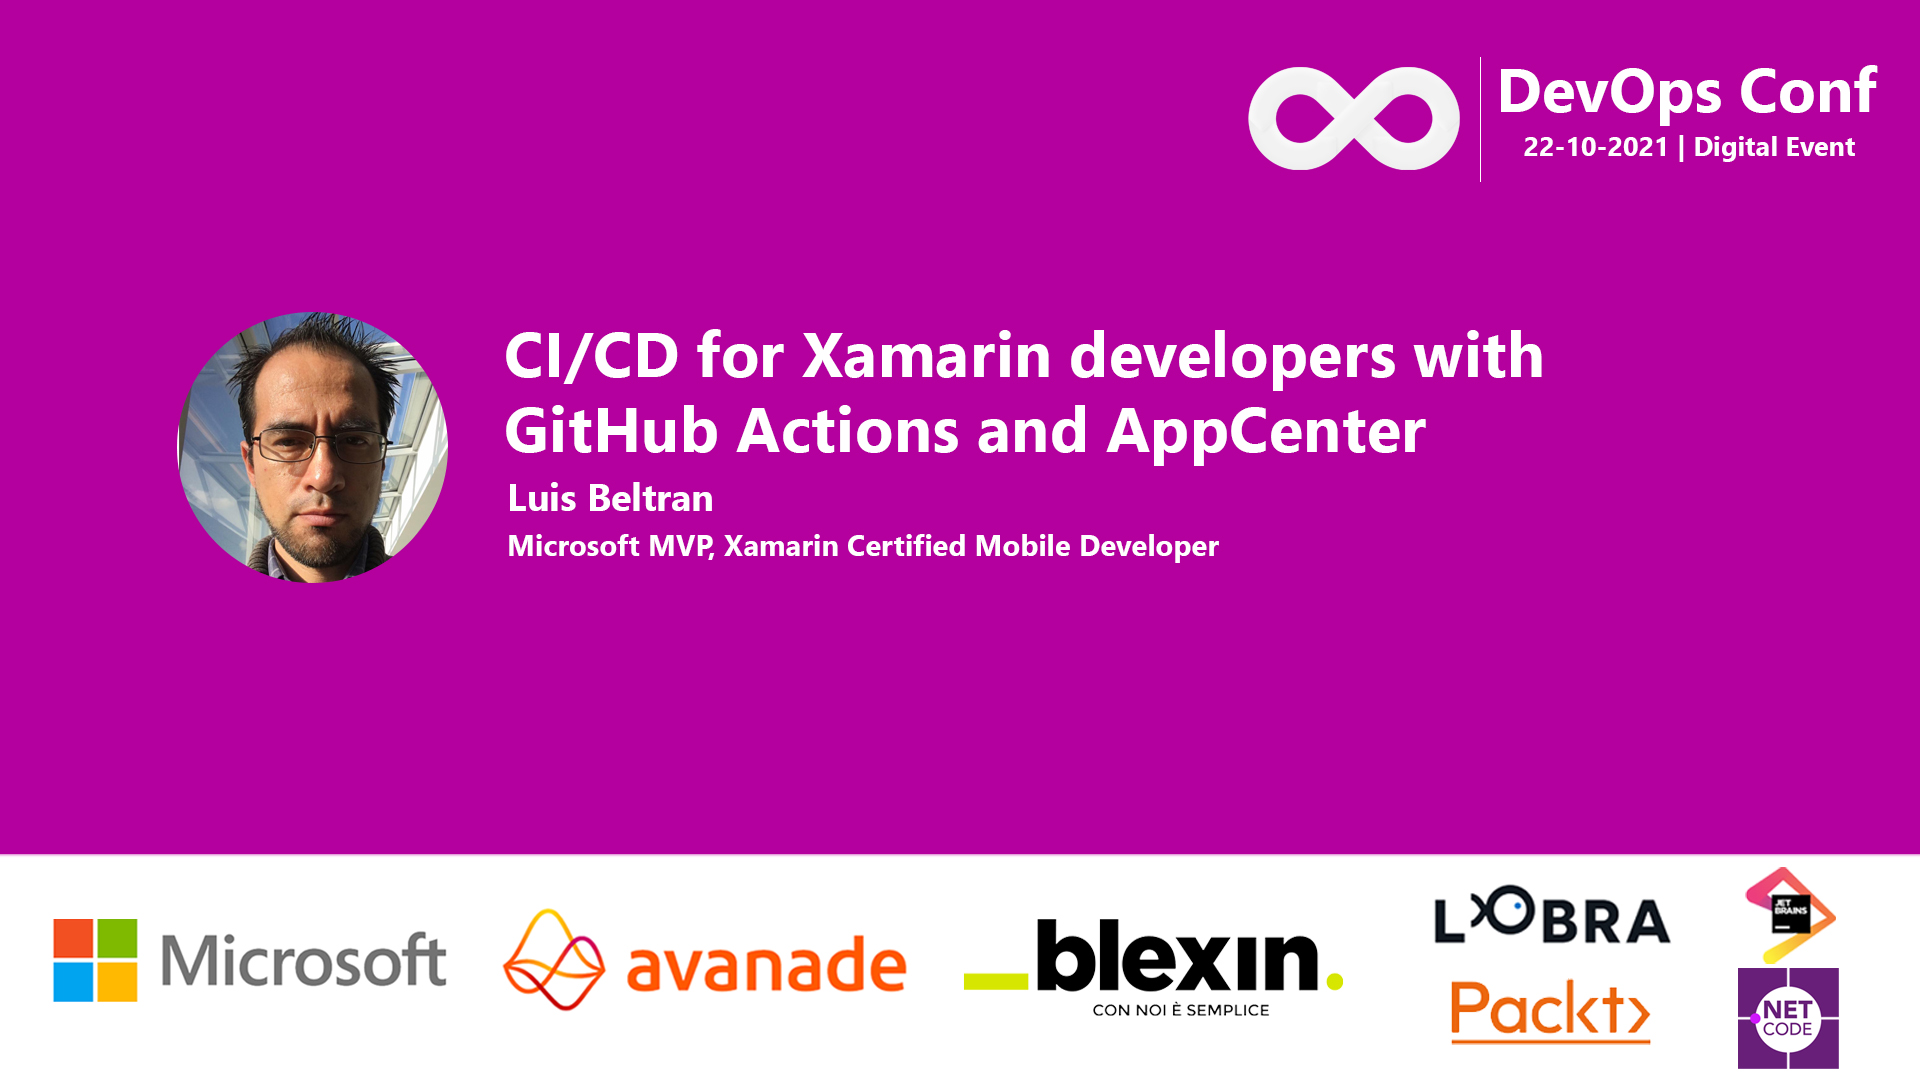 DevOps Conf
22-10-2021 | Digital Event
CI/CD for Xamarin developers with
GitHub Actions and AppCenter
Luis Beltran
Microsoft MVP, Xamarin Certified Mobile Developer
Microsoft
avanade
blexin.
CON NOI È SEMPLICE
LOBRA
JET
BRAINS
Packt>
.NET
CODE